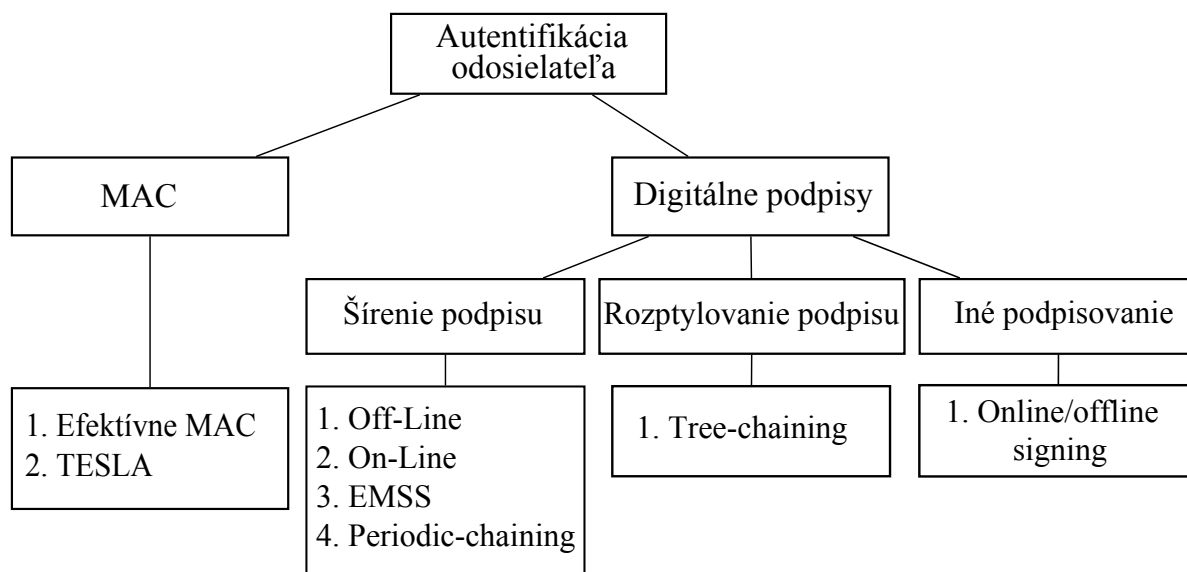 Autentifikácia
odosielateľa
MAC
Digitálne podpisy
Šírenie podpisu
Rozptylovanie podpisu
Iné podpisovanie
1. Efektívne MAC
2. TESLA
1. Off-Line
2. On-Line
3. EMSS
4. Periodic-chaining
1. Tree-chaining
1. Online/offline
signing